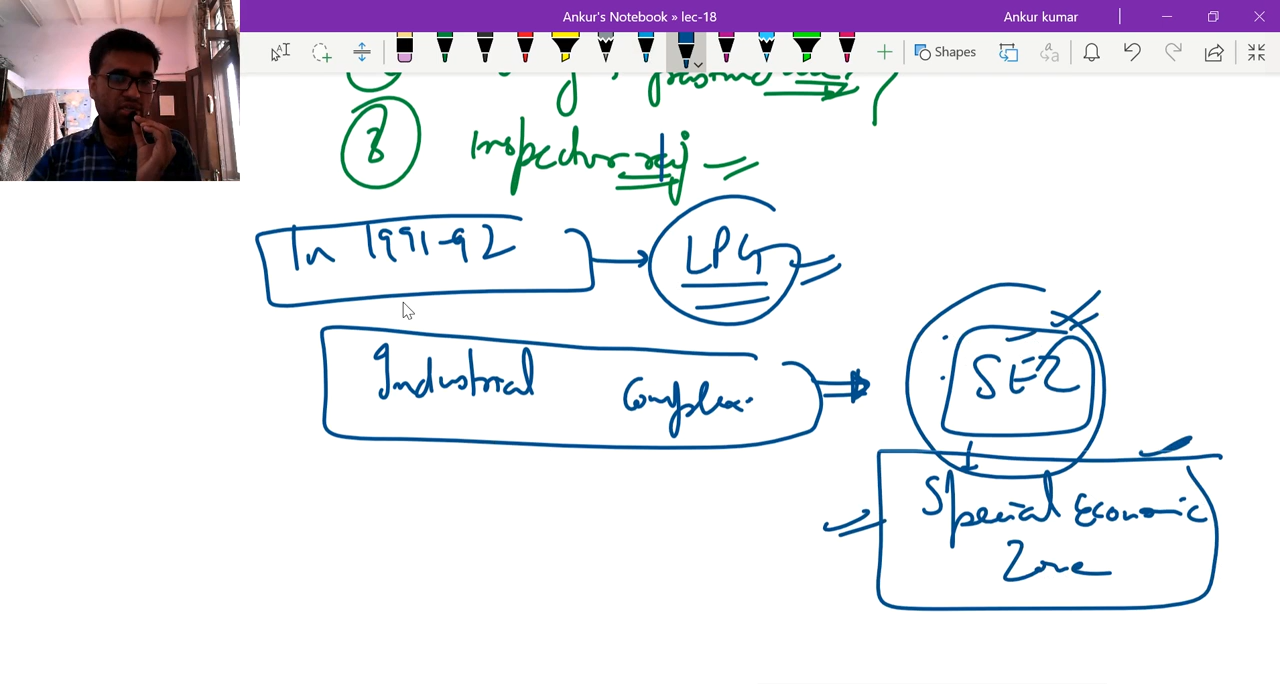 Ankur's Notebook » lec-18
Ankur kumar
Shapes
3 Inspector raj
In 1991-92
LPG
Industrial Complex
SEZ
Special Economic
Zone